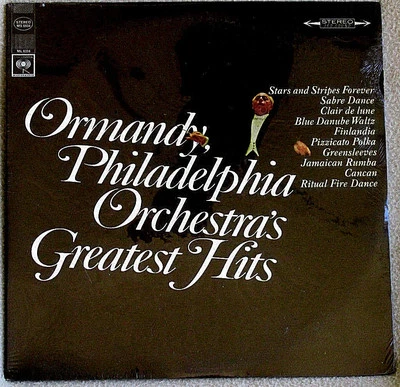 STEREO
STEREO
Stars and Stripes Forever
Sabre Dance
Clair de lune
Blue Danube Waltz
Finlandia
Pizzicato Polka
Greensleeves
Jamaican Rumba
Cancan
Ritual Fire Dance
Ormandy,
Philadelphia
Orchestra's
Greatest Hits